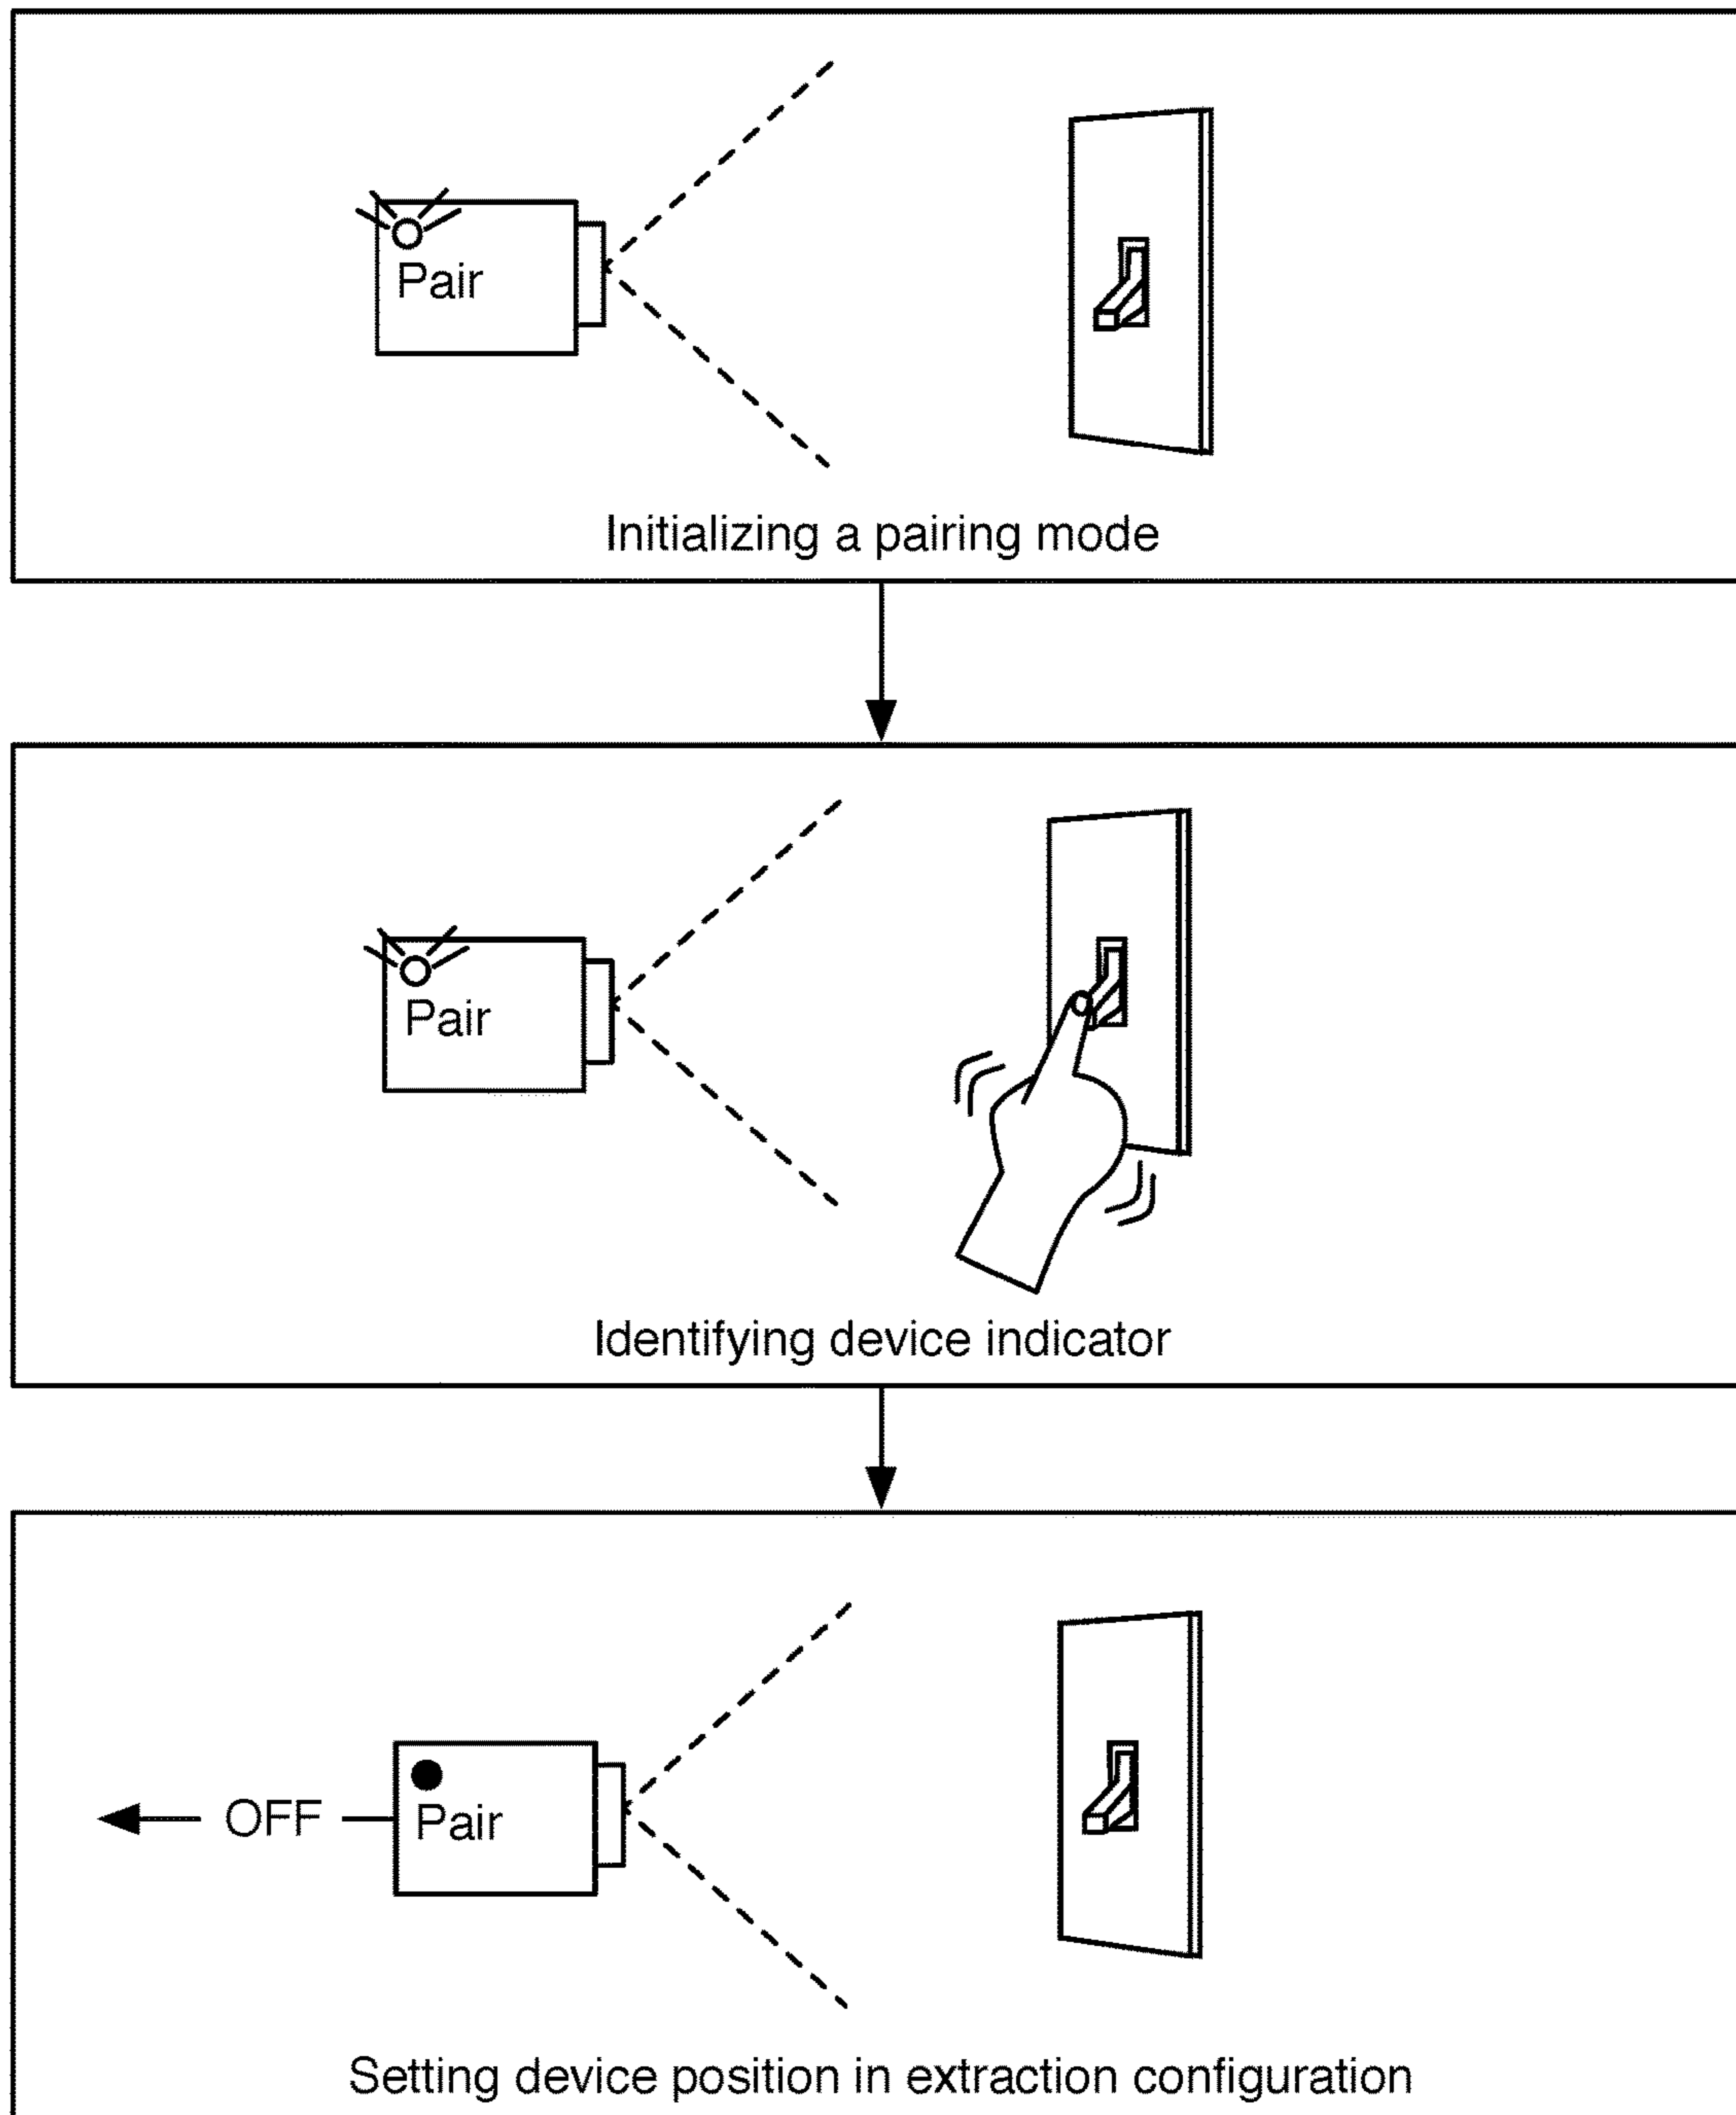 Pair
Initializing a pairing mode
Pair
Identifying device indicator
OFF
Pair
Setting device position in extraction configuration